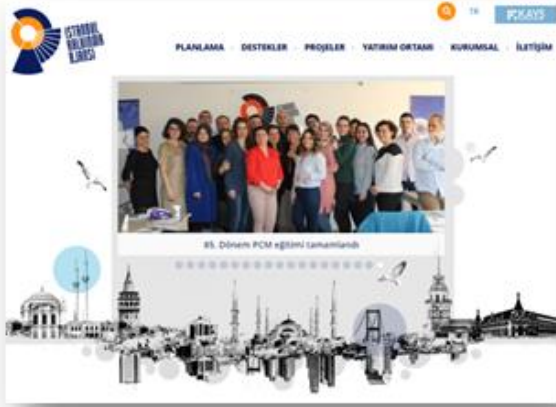 İSTANBUL
KALKINMA
AJANSI
TR
KAYS
PLANLAMA DESTEKLER PROJELER YATIRIM ORTAMI KURUMSAL İLETİŞİM
85. Dönem PCM eğitimi tamamlandı